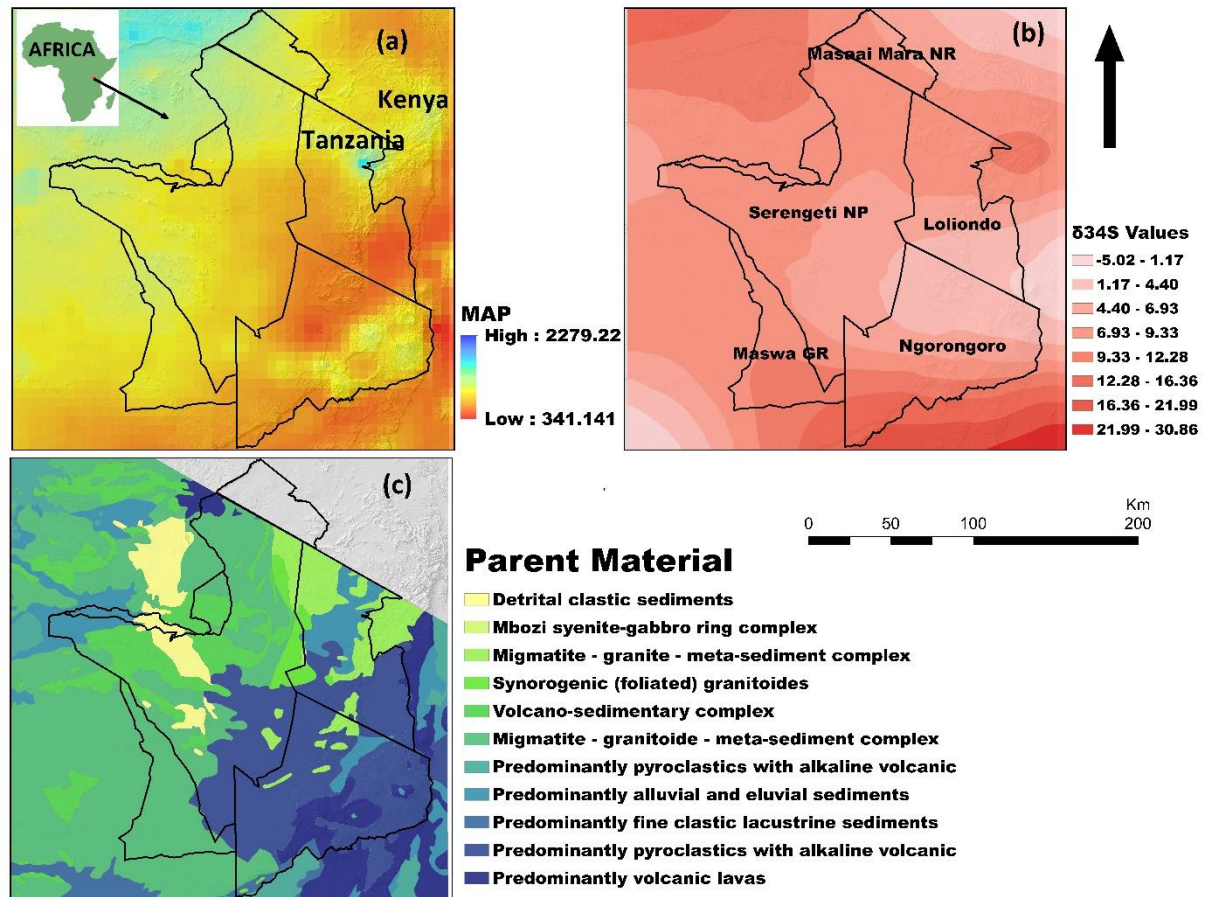 AFRICA
(a)
Kenya
Tanzania
MAP
High : 2279.22
Low : 341.141
(b)
Masaai Mara NR
Serengeti NP
Loliondo
Maswa GR
Ngorongoro
δ34S Values
-5.02 - 1.17
1.17 - 4.40
4.40 - 6.93
6.93 - 9.33
9.33 - 12.28
12.28 - 16.36
16.36 - 21.99
21.99 - 30.86
(c)
Km
0 50 100 200
Parent Material
Detrital clastic sediments
Mbozi syenite-gabbro ring complex
Migmatite - granite - meta-sediment complex
Synorogenic (foliated) granitoides
Volcano-sedimentary complex
Migmatite - granitoide - meta-sediment complex
Predominantly pyroclastics with alkaline volcanic
Predominantly alluvial and eluvial sediments
Predominantly fine clastic lacustrine sediments
Predominantly pyroclastics with alkaline volcanic
Predominantly volcanic lavas